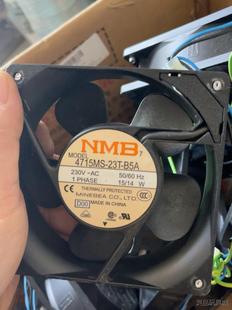 NMB
MODEL 4715MS-23T-B5A
230V ~AC 50/60 Hz
1 PHASE 15/14 W
THERMALLY PROTECTED
MINEBEA CO., LTD.
D00 MADE IN CHINA